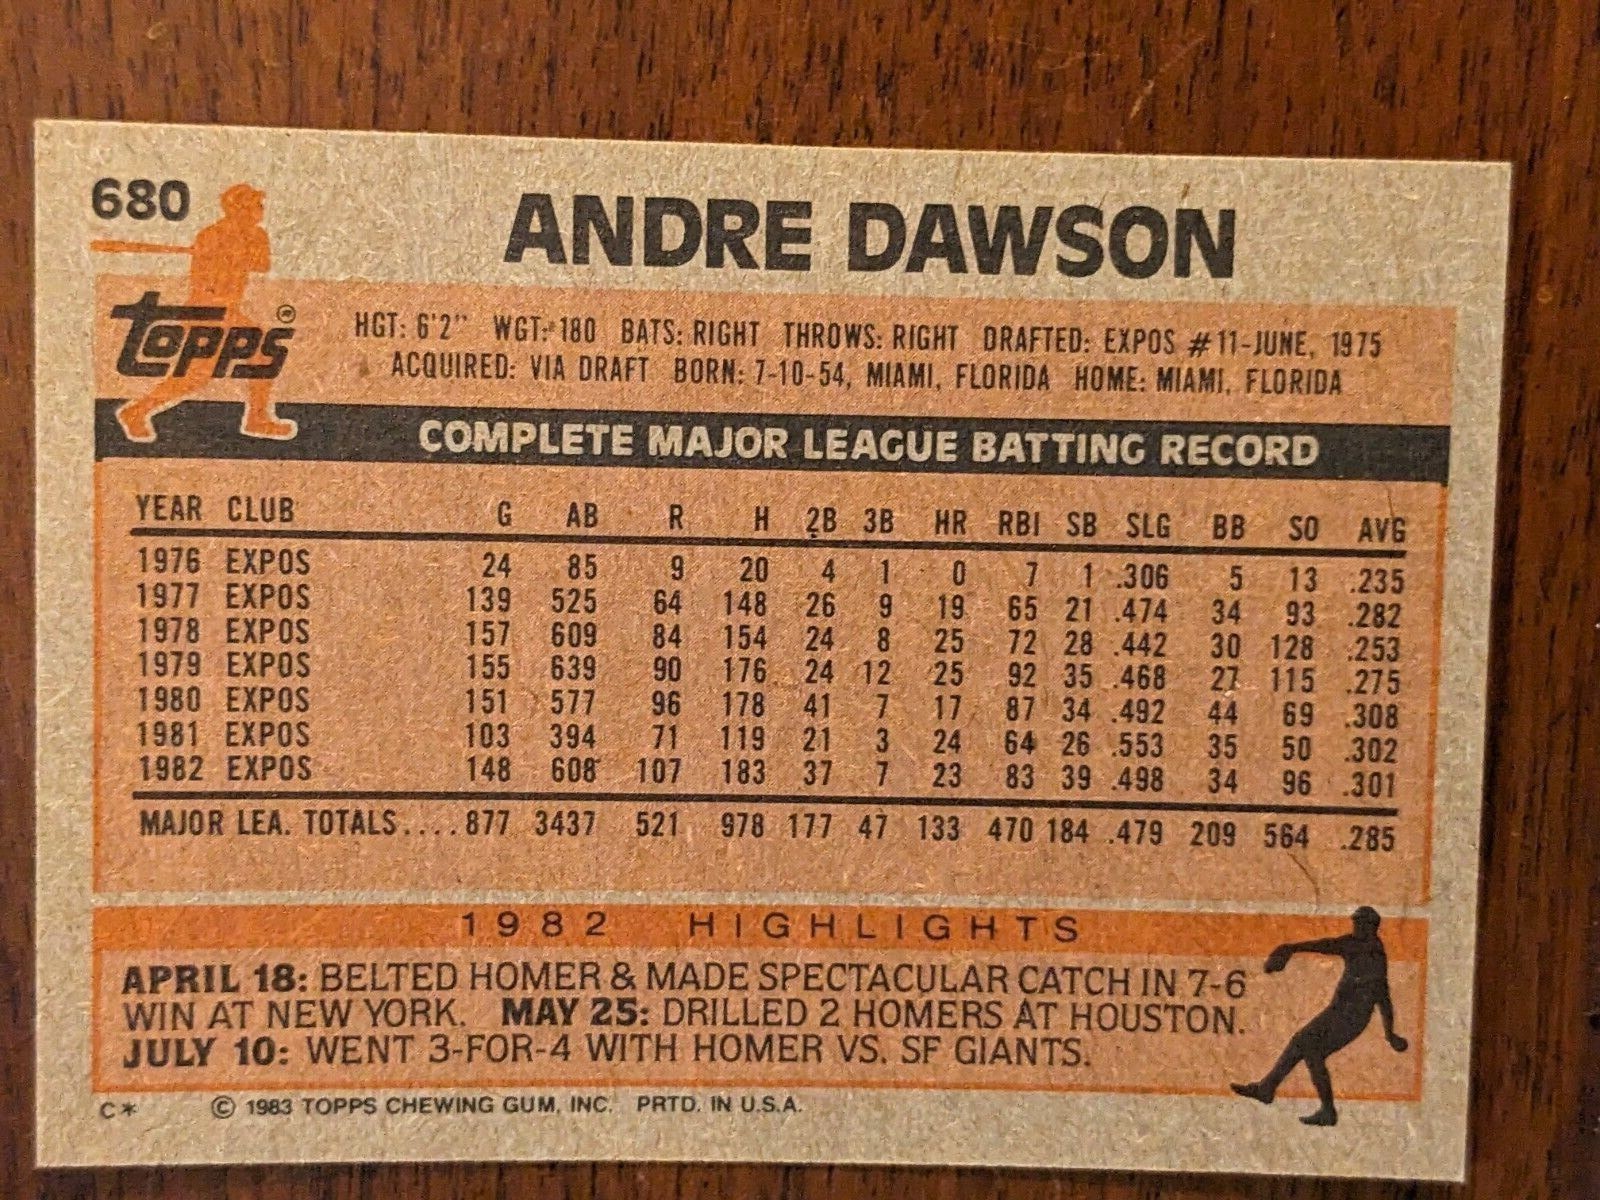 680
ANDRE DAWSON
topps®
HGT: 6'2" WGT: 180 BATS: RIGHT THROWS: RIGHT DRAFTED: EXPOS #11-JUNE, 1975
ACQUIRED: VIA DRAFT BORN: 7-10-54, MIAMI, FLORIDA HOME: MIAMI, FLORIDA
COMPLETE MAJOR LEAGUE BATTING RECORD
YEAR CLUB G AB R H 2B 3B HR RBI SB SLG BB SO AVG
1976 EXPOS 24 85 9 20 4 1 0 7 1 .306 5 13 .235
1977 EXPOS 139 525 64 148 26 9 19 65 21 .474 34 93 .282
1978 EXPOS 157 609 84 154 24 8 25 72 28 .442 30 128 .253
1979 EXPOS 155 639 90 176 24 12 25 92 35 .468 27 115 .275
1980 EXPOS 151 577 96 178 41 7 17 87 34 .492 44 69 .308
1981 EXPOS 103 394 71 119 21 3 24 64 26 .553 35 50 .302
1982 EXPOS 148 608 107 183 37 7 23 83 39 .498 34 96 .301
MAJOR LEA. TOTALS....877 3437 521 978 177 47 133 470 184 .479 209 564 .285
1982 HIGHLIGHTS
APRIL 18: BELTED HOMER & MADE SPECTACULAR CATCH IN 7-6
WIN AT NEW YORK. MAY 25: DRILLED 2 HOMERS AT HOUSTON.
JULY 10: WENT 3-FOR-4 WITH HOMER VS. SF GIANTS.
C* © 1983 TOPPS CHEWING GUM, INC. PRTD. IN U.S.A.